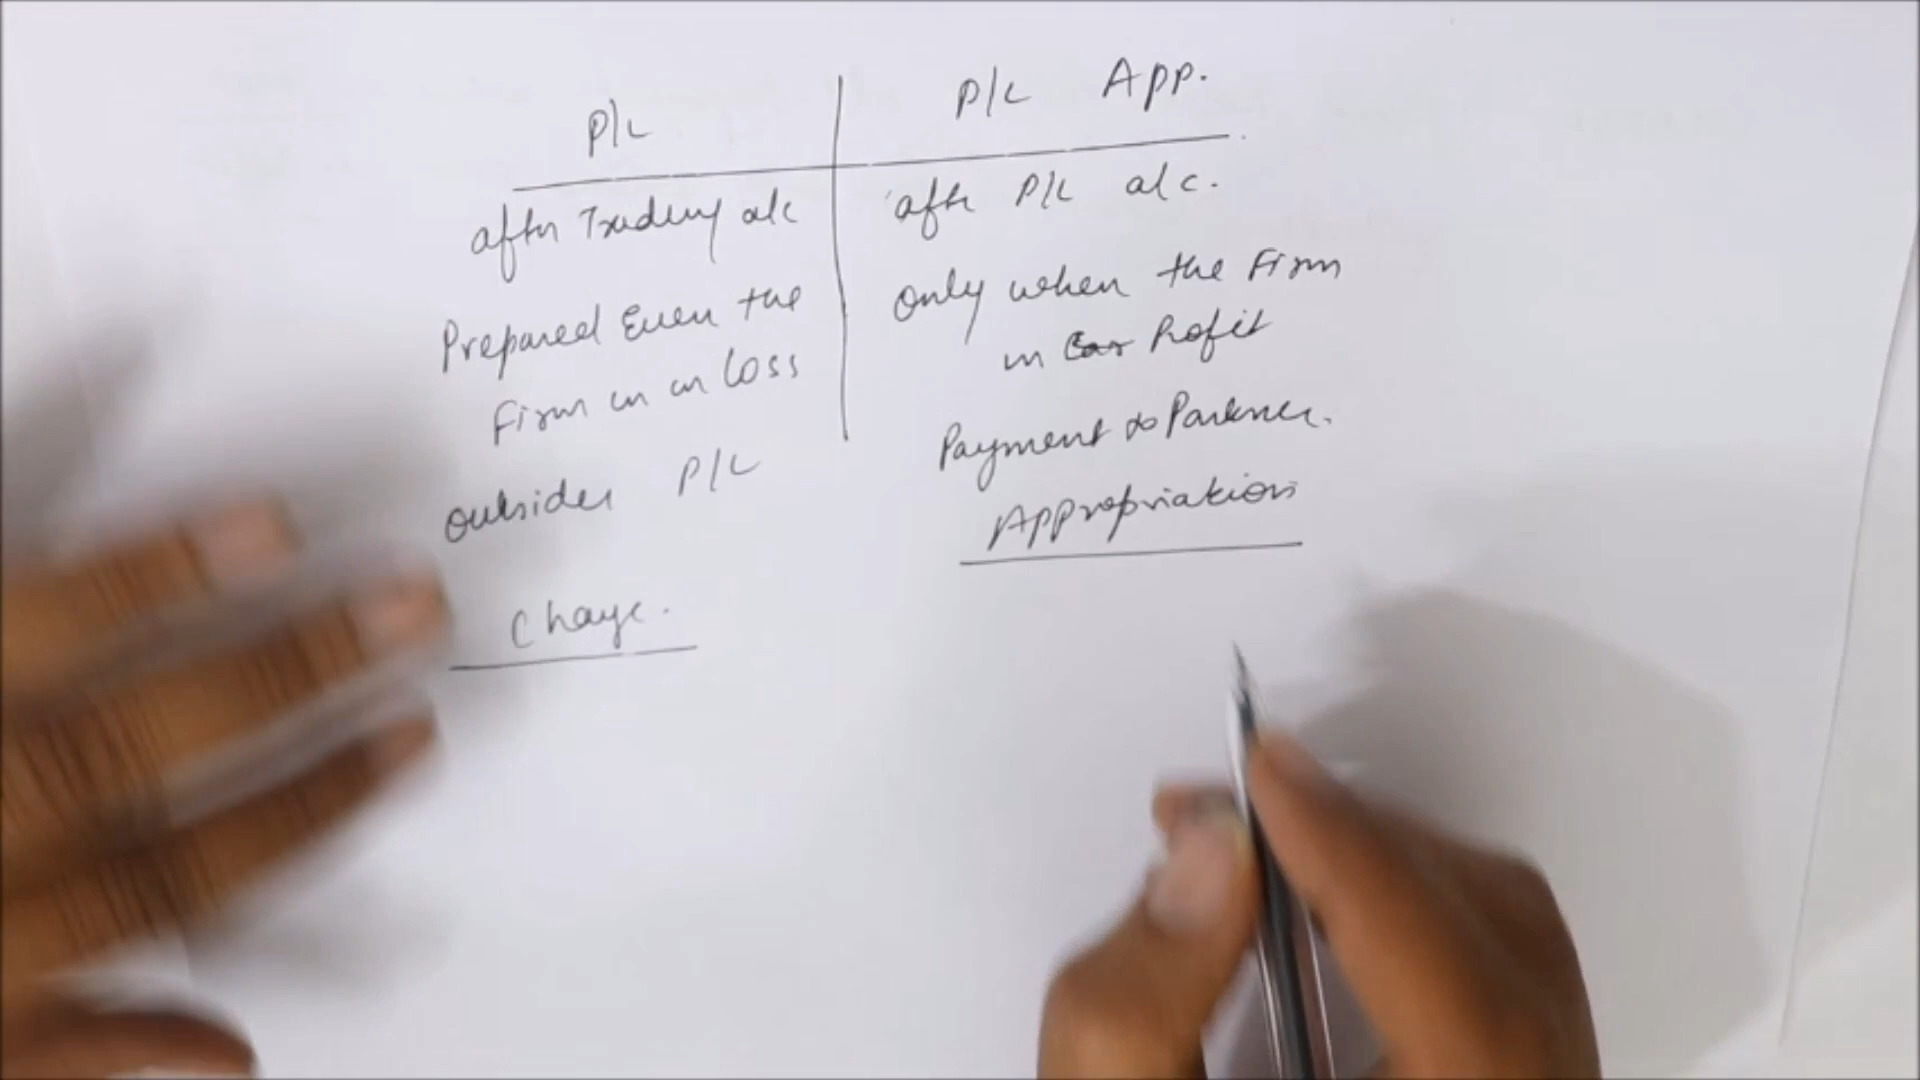 P/L
P/L App.
after Trading a/c
after P/L a/c.
Prepared Even the
Firm in in loss
only when the Firm
in Profit
outsider P/L
Payment to Partner.
Appropriation
Charge.